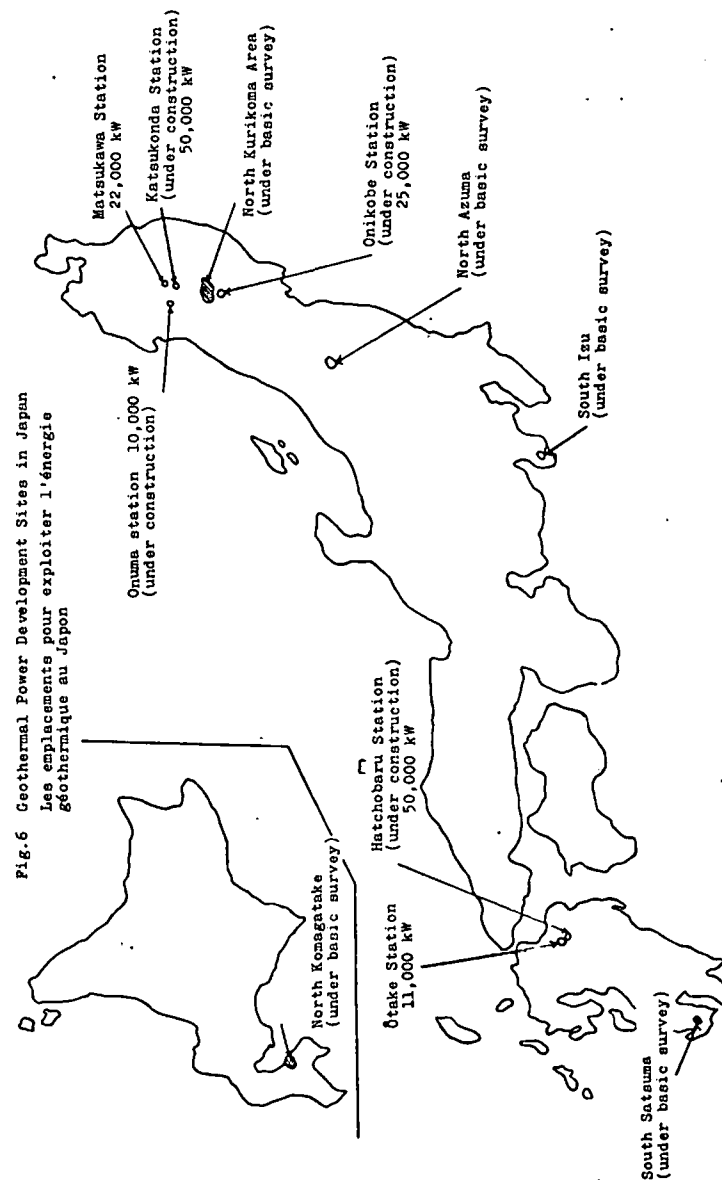 Fig.6 Geothermal Power Development Sites in Japan
Les emplacements pour exploiter l'énergie
géothermique au Japon
North Komagatake
(under basic survey)
Onuma station 10,000 kW
(under construction)
Matsukawa Station
22,000 kW
Katsukonda Station
(under construction)
50,000 kW
North Kurikoma Area
(under basic survey)
Onikobe Station
(under construction)
25,000 kW
North Azuma
(under basic survey)
South Izu
(under basic survey)
Hatchobaru Station
(under construction)
50,000 kW
Ōtake Station
11,000 kW
South Satsuma
(under basic survey)